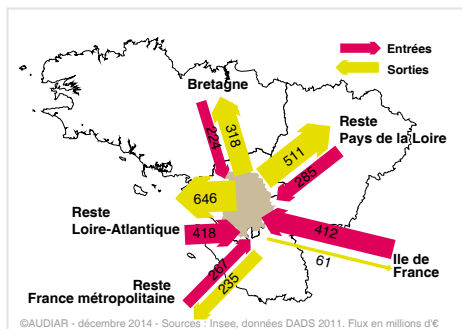 Entrées
Sorties
Bretagne
224
318
Reste
Pays de la Loire
511
285
646
Reste
Loire-Atlantique
418
412
61
Ile de
France
Reste
France métropolitaine
267
235
©AUDIAR - décembre 2014 - Sources : Insee, données DADS 2011. Flux en millions d'€